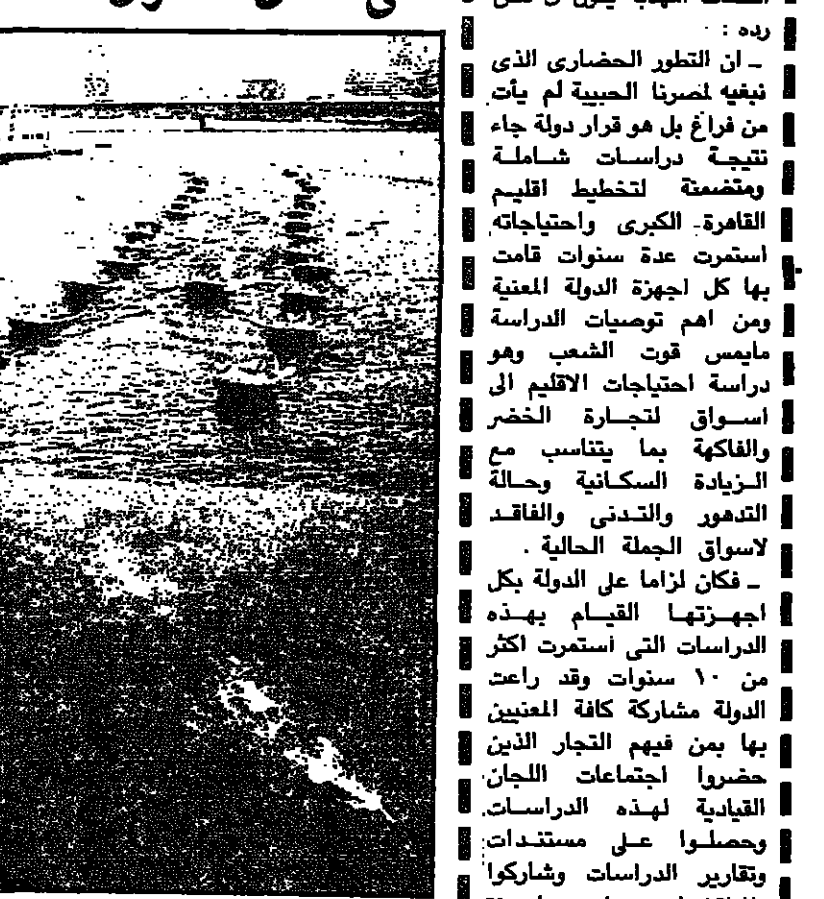 رده :
ـ ان التطور الحضارى الذى
نبغيه لمصرنا الحبيبة لم يأت
من فراغ بل هو قرار دولة جاء
نتيجة دراسات شاملة
ومتضمنة لتخطيط اقليم
القاهرة الكبرى واحتياجاته
استمرت عدة سنوات قامت
بها كل اجهزة الدولة المعنية
ومن اهم توصيات الدراسة
مايمس قوت الشعب وهو
دراسة احتياجات الاقليم الى
اسواق لتجارة الخضر
والفاكهة بما يتناسب مع
الزيادة السكانية وحالة
التدهور والتدنى والفاقد
لاسواق الجملة الحالية .
ـ فكان لزاما على الدولة بكل
اجهزتها القيام بهذه
الدراسات التى استمرت اكثر
من ١٠ سنوات وقد راعت
الدولة مشاركة كافة المعنيين
بها بمن فيهم التجار الذين
حضروا اجتماعات اللجان
القيادية لهذه الدراسات
وحصلوا على مستندات
وتقارير الدراسات وشاركوا